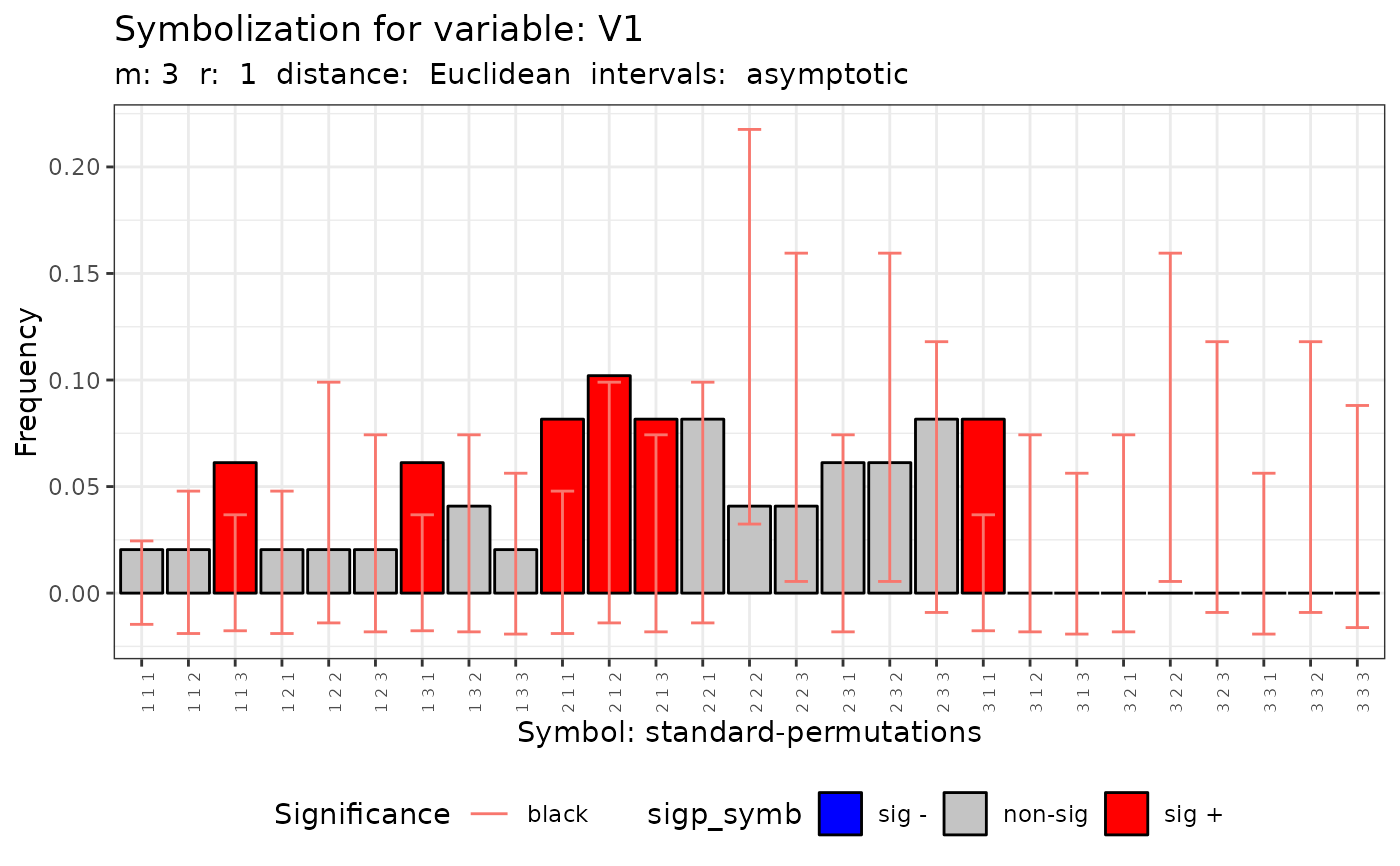 Symbolization for variable: V1
m: 3 r: 1 distance: Euclidean intervals: asymptotic
Frequency
0.20
0.15
0.10
0.05
0.00
1 1 1
1 1 2
1 1 3
1 2 1
1 2 2
1 2 3
1 3 1
1 3 2
1 3 3
2 1 1
2 1 2
2 1 3
2 2 1
2 2 2
2 2 3
2 3 1
2 3 2
2 3 3
3 1 1
3 1 2
3 1 3
3 2 1
3 2 2
3 2 3
3 3 1
3 3 2
3 3 3
Symbol: standard-permutations
Significance black sigp_symb sig - non-sig sig +